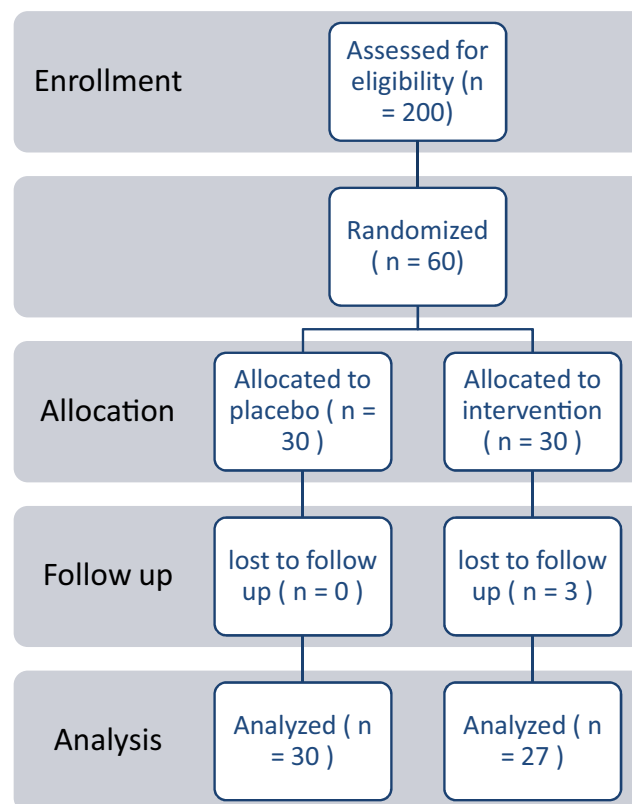 Enrollment
Assessed for
eligibility (n
= 200)
Randomized
( n = 60)
Allocation
Allocated to
placebo ( n =
30 )
Allocated to
intervention
( n = 30 )
Follow up
lost to follow
up ( n = 0 )
lost to follow
up ( n = 3 )
Analysis
Analyzed ( n
= 30 )
Analyzed ( n
= 27 )